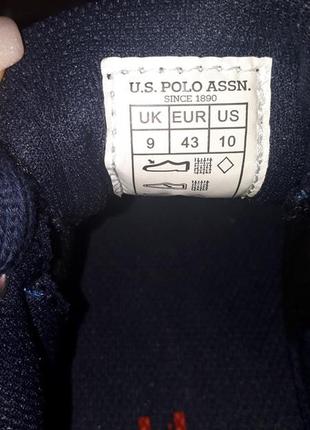 U.S. POLO ASSN.
SINCE 1890
UK EUR US
9 43 10